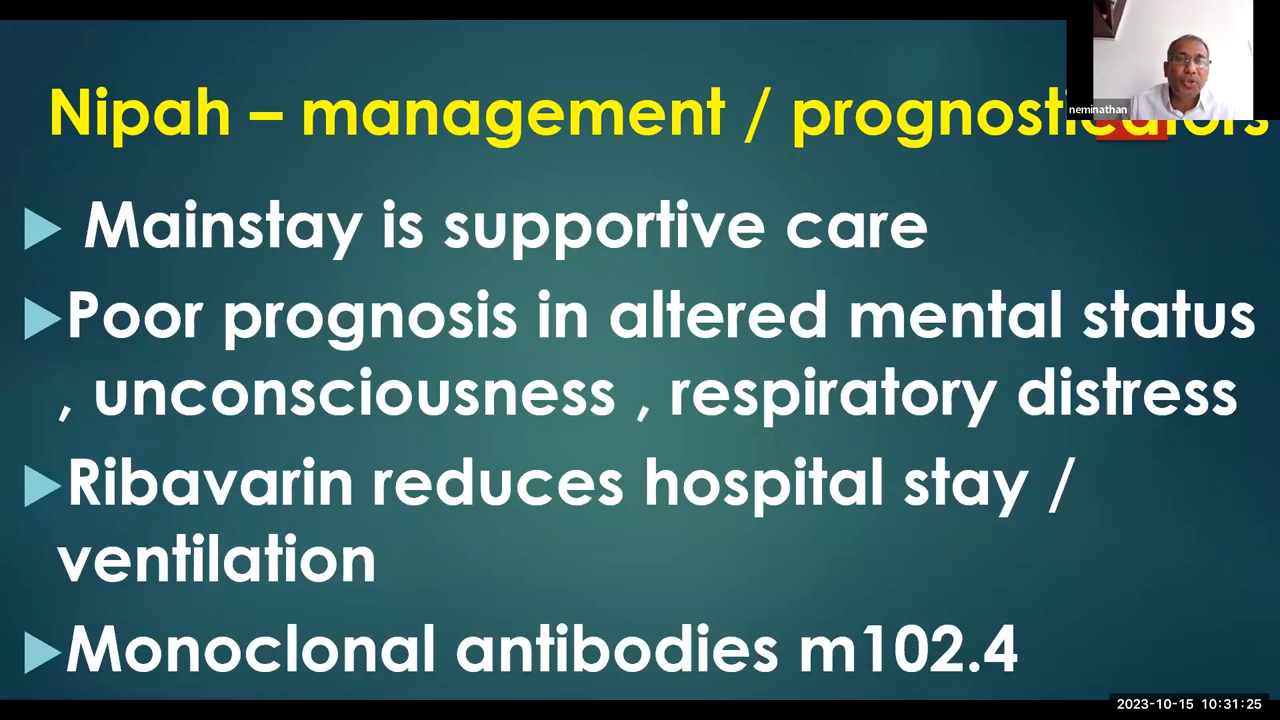 Nipah – management / prognosticators
neminathan
Mainstay is supportive care
Poor prognosis in altered mental status
, unconsciousness , respiratory distress
Ribavarin reduces hospital stay /
ventilation
Monoclonal antibodies m102.4
2023-10-15 10:31:25